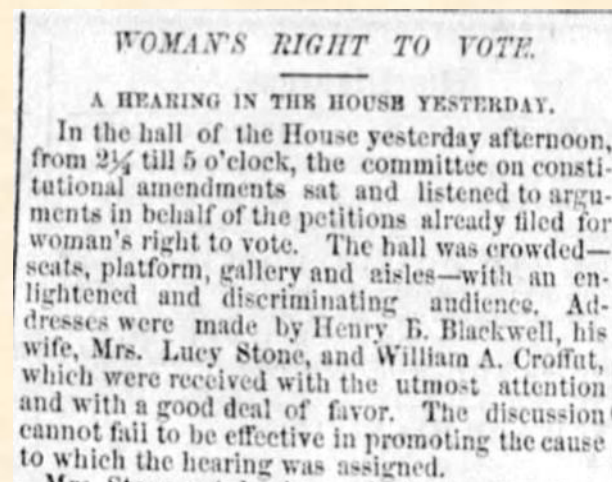 WOMAN'S RIGHT TO VOTE.
A HEARING IN THE HOUSE YESTERDAY.
In the hall of the House yesterday afternoon,
from 2¼ till 5 o'clock, the committee on consti-
tutional amendments sat and listened to argu-
ments in behalf of the petitions already filed for
woman's right to vote. The hall was crowded—
seats, platform, gallery and aisles—with an en-
lightened and discriminating audience. Ad-
dresses were made by Henry B. Blackwell, his
wife, Mrs. Lucy Stone, and William A. Croffut,
which were received with the utmost attention
and with a good deal of favor. The discussion
cannot fail to be effective in promoting the cause
to which the hearing was assigned.